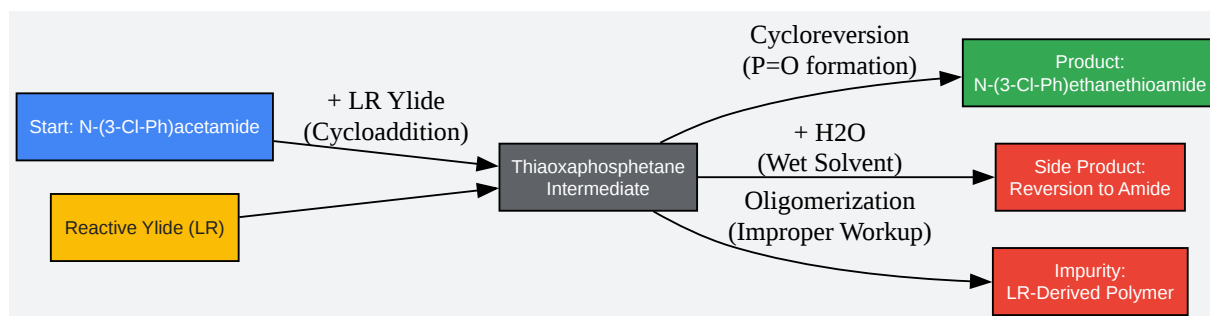 Start: N-(3-Cl-Ph)acetamide
Reactive Ylide (LR)
+ LR Ylide
(Cycloaddition)
Thiaoxaphosphetane
Intermediate
Cycloreversion
(P=O formation)
+ H2O
(Wet Solvent)
Oligomerization
(Improper Workup)
Product:
N-(3-Cl-Ph)ethanethioamide
Side Product:
Reversion to Amide
Impurity:
LR-Derived Polymer